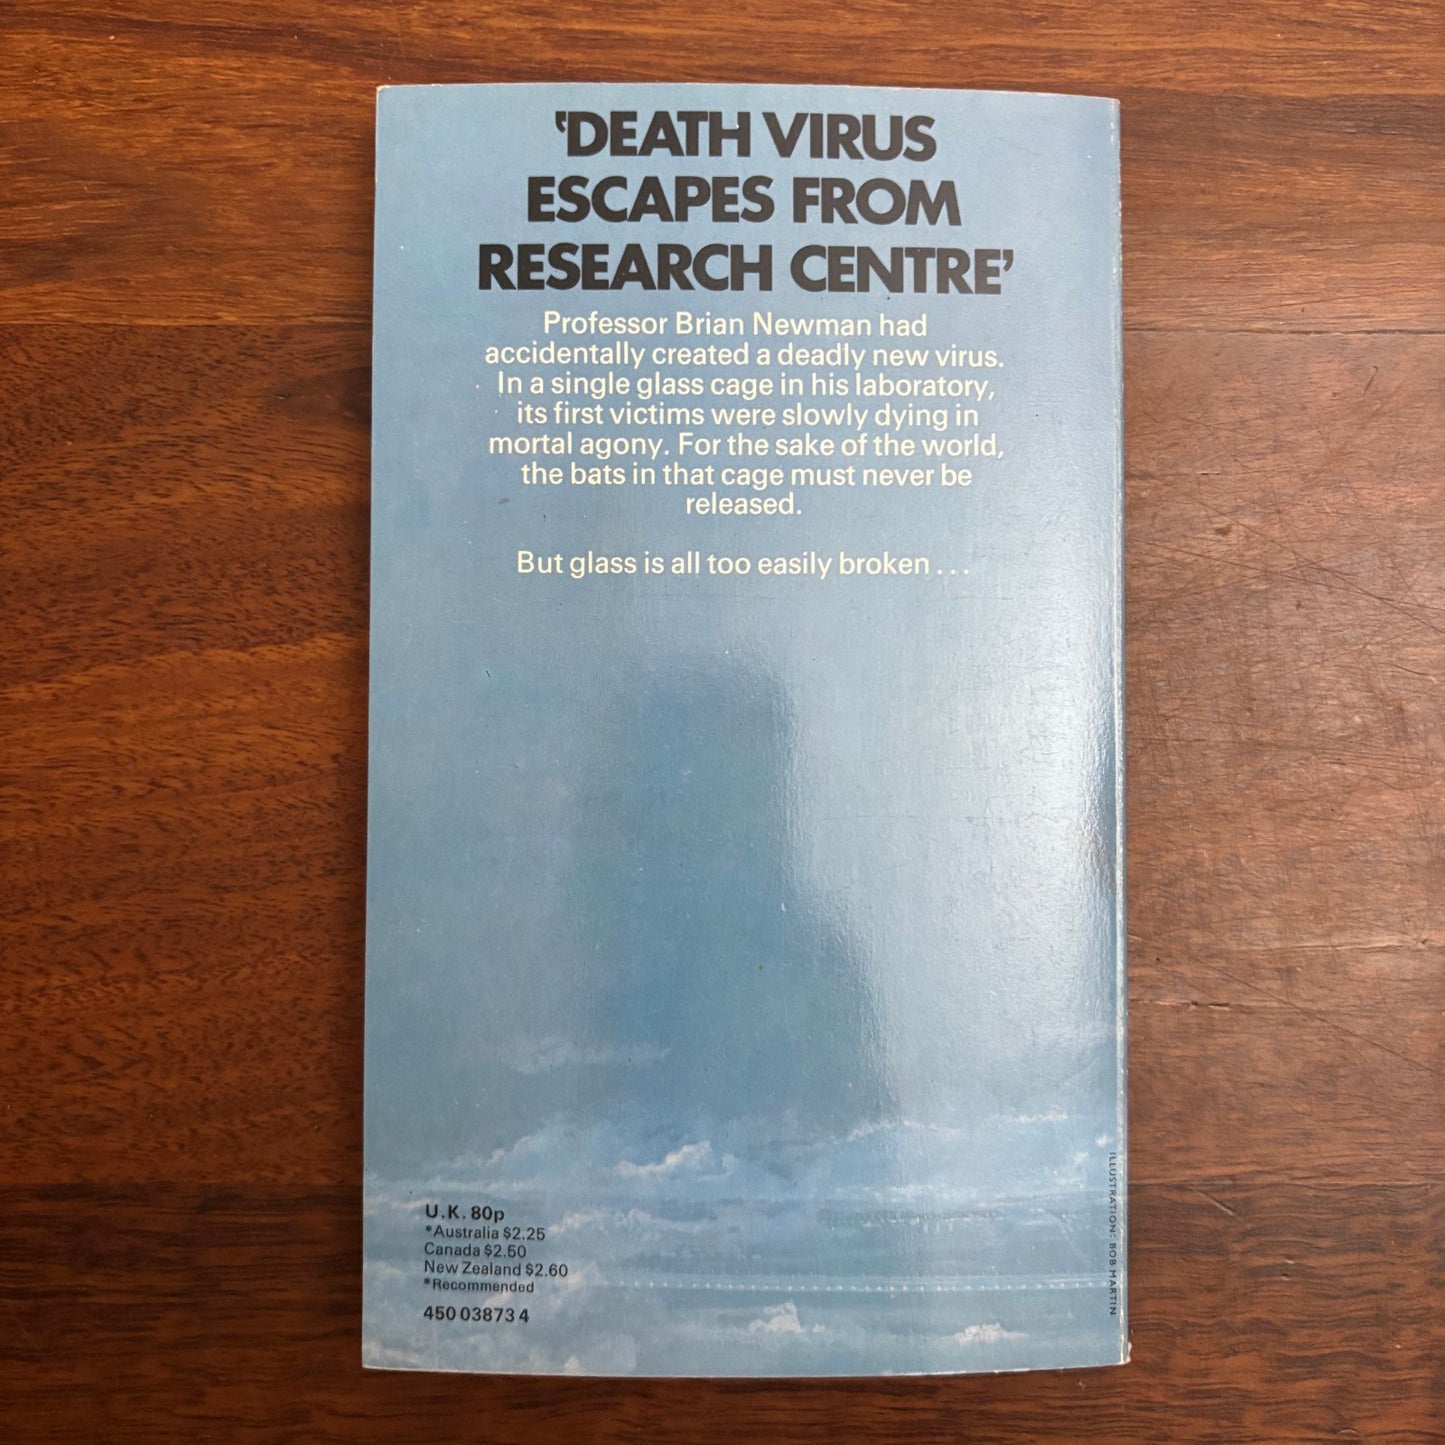 ‘DEATH VIRUS
ESCAPES FROM
RESEARCH CENTRE’
Professor Brian Newman had
accidentally created a deadly new virus.
In a single glass cage in his laboratory,
its first victims were slowly dying in
mortal agony. For the sake of the world,
the bats in that cage must never be
released.
But glass is all too easily broken . . .
U.K. 80p
*Australia $2.25
Canada $2.50
New Zealand $2.60
*Recommended
450 03873 4
ILLUSTRATION: BOB MARTIN